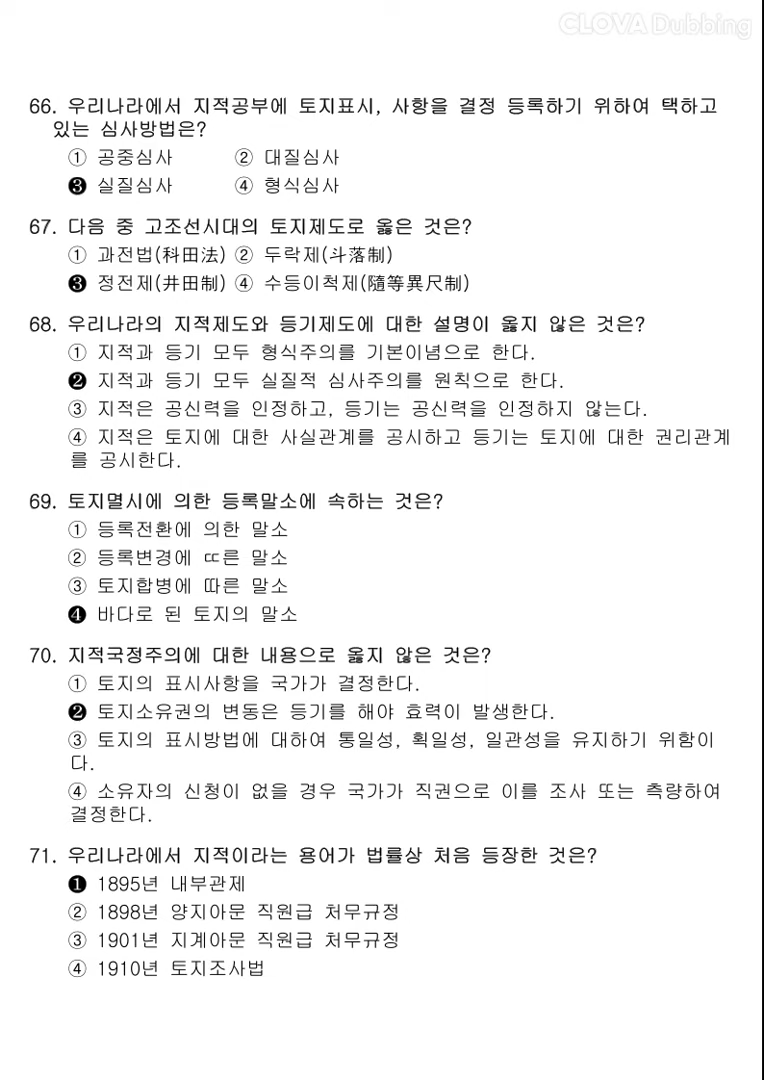 CLOVA Dubbing
66. 우리나라에서 지적공부에 토지표시, 사항을 결정 등록하기 위하여 택하고
있는 심사방법은?
① 공중심사 ② 대질심사
❸ 실질심사 ④ 형식심사
67. 다음 중 고조선시대의 토지제도로 옳은 것은?
① 과전법(科田法) ② 두락제(斗落制)
❸ 정전제(井田制) ④ 수등이척제(隨等異尺制)
68. 우리나라의 지적제도와 등기제도에 대한 설명이 옳지 않은 것은?
① 지적과 등기 모두 형식주의를 기본이념으로 한다.
❷ 지적과 등기 모두 실질적 심사주의를 원칙으로 한다.
③ 지적은 공신력을 인정하고, 등기는 공신력을 인정하지 않는다.
④ 지적은 토지에 대한 사실관계를 공시하고 등기는 토지에 대한 권리관계
를 공시한다.
69. 토지멸시에 의한 등록말소에 속하는 것은?
① 등록전환에 의한 말소
② 등록변경에 ㄸ른 말소
③ 토지합병에 따른 말소
❹ 바다로 된 토지의 말소
70. 지적국정주의에 대한 내용으로 옳지 않은 것은?
① 토지의 표시사항을 국가가 결정한다.
❷ 토지소유권의 변동은 등기를 해야 효력이 발생한다.
③ 토지의 표시방법에 대하여 통일성, 획일성, 일관성을 유지하기 위함이
다.
④ 소유자의 신청이 없을 경우 국가가 직권으로 이를 조사 또는 측량하여
결정한다.
71. 우리나라에서 지적이라는 용어가 법률상 처음 등장한 것은?
❶ 1895년 내부관제
② 1898년 양지아문 직원급 처무규정
③ 1901년 지계아문 직원급 처무규정
④ 1910년 토지조사법